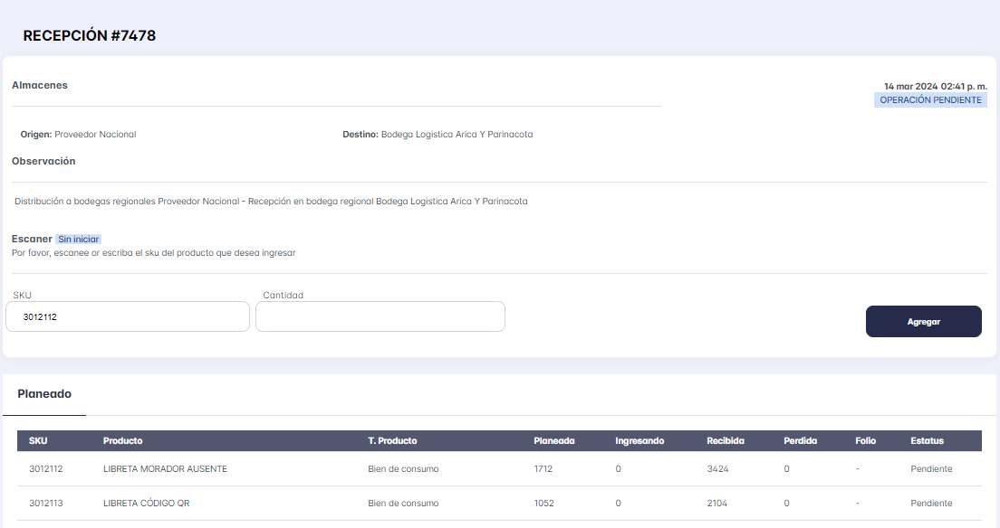 RECEPCIÓN #7478
Almacenes
14 mar 2024 02:41 p. m.
OPERACIÓN PENDIENTE
Origen: Proveedor Nacional Destino: Bodega Logistica Arica Y Parinacota
Observación
Distribución a bodegas regionales Proveedor Nacional - Recepción en bodega regional Bodega Logistica Arica Y Parinacota
Escaner Sin iniciar
Por favor, escanee or escriba el sku del producto que desea ingresar
SKU Cantidad
3012112 Agregar
Planeado
SKU Producto T. Producto Planeada Ingresando Recibida Perdida Folio Estatus
3012112 LIBRETA MORADOR AUSENTE Bien de consumo 1712 0 3424 0 - Pendiente
3012113 LIBRETA CÓDIGO QR Bien de consumo 1052 0 2104 0 - Pendiente